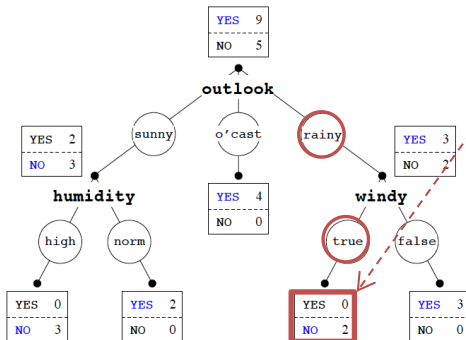 YES 9
NO 5
outlook
sunny
o'cast
rainy
YES 2
NO 3
YES 3
NO 2
YES 4
NO 0
humidity
windy
high
norm
true
false
YES 0
NO 3
YES 2
NO 0
YES 0
NO 2
YES 3
NO 0